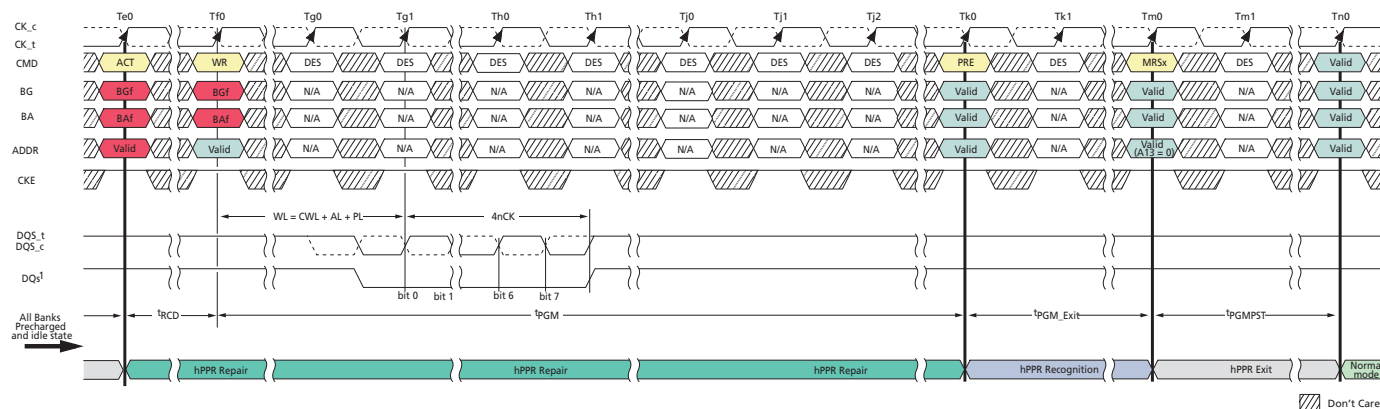 Te0 Tf0 Tg0 Tg1 Th0 Th1 Tj0 Tj1 Tj2 Tk0 Tk1 Tm0 Tm1 Tn0
CK_c
CK_t
CMD ACT WR DES DES DES DES DES DES DES PRE DES MRSx DES Valid
BG BGf BGf N/A N/A N/A N/A N/A N/A N/A Valid N/A Valid N/A Valid
BA BAf BAf N/A N/A N/A N/A N/A N/A N/A Valid N/A Valid N/A Valid
ADDR Valid Valid N/A N/A N/A N/A N/A N/A N/A Valid N/A Valid N/A Valid
(A13 = 0)
CKE
WL = CWL + AL + PL 4nCK
DQS_t
DQS_c
DQs1
bit 0 bit 1 bit 6 bit 7
All Banks
Precharged
and idle state
tRCD tPGM tPGM_Exit tPGMPST
hPPR Repair hPPR Repair hPPR Repair hPPR Recognition hPPR Exit
Norma
mode
Don't Care